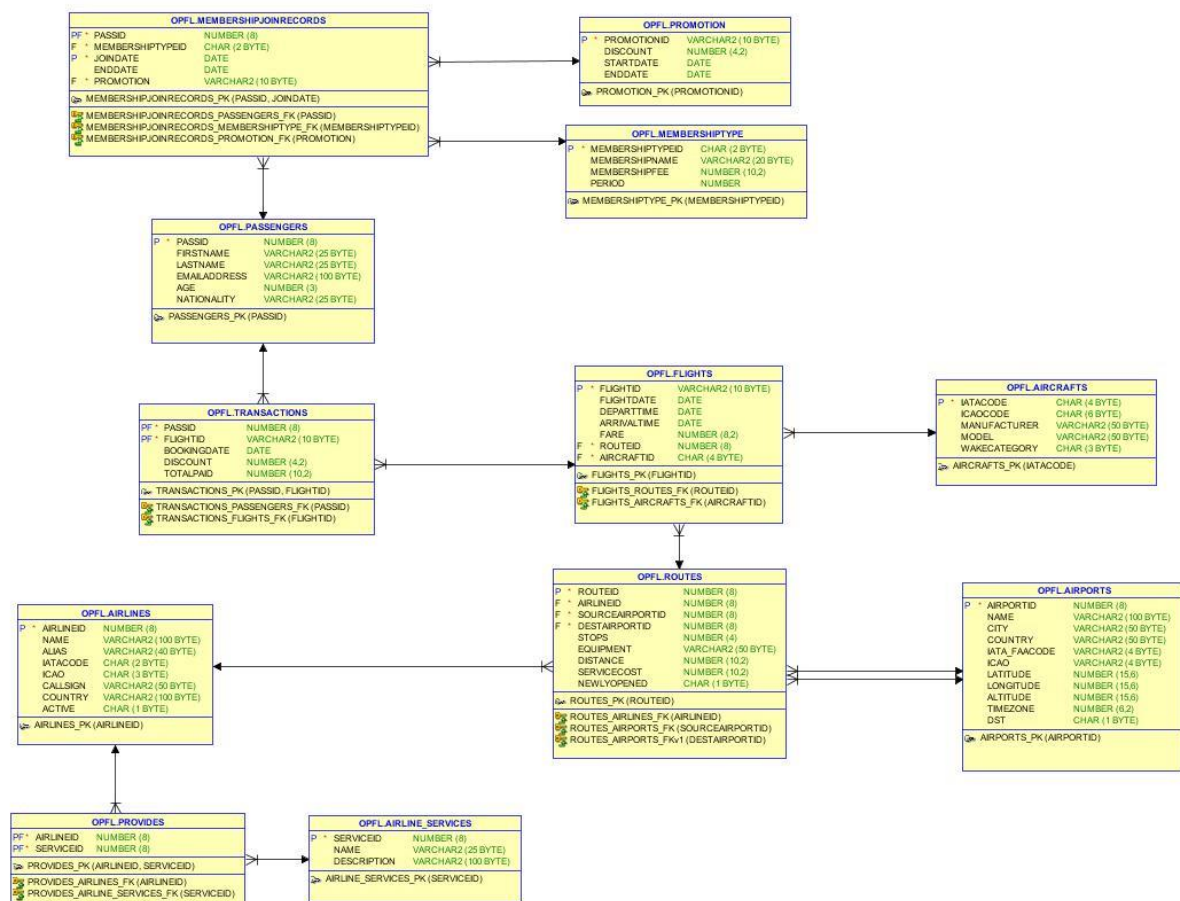 OPFL.MEMBERSHIPJOINRECORDS
PF * PASSID NUMBER (8)
F * MEMBERSHIPTYPEID CHAR (2 BYTE)
P * JOINDATE DATE
ENDDATE DATE
F * PROMOTION VARCHAR2 (10 BYTE)
MEMBERSHIPJOINRECORDS_PK (PASSID, JOINDATE)
MEMBERSHIPJOINRECORDS_PASSENGERS_FK (PASSID)
MEMBERSHIPJOINRECORDS_MEMBERSHIPTYPE_FK (MEMBERSHIPTYPEID)
MEMBERSHIPJOINRECORDS_PROMOTION_FK (PROMOTION)
OPFL.PROMOTION
P * PROMOTIONID VARCHAR2 (10 BYTE)
DISCOUNT NUMBER (4,2)
STARTDATE DATE
ENDDATE DATE
PROMOTION_PK (PROMOTIONID)
OPFL.MEMBERSHIPTYPE
P * MEMBERSHIPTYPEID CHAR (2 BYTE)
MEMBERSHIPNAME VARCHAR2 (20 BYTE)
MEMBERSHIPFEE NUMBER (10,2)
PERIOD NUMBER
MEMBERSHIPTYPE_PK (MEMBERSHIPTYPEID)
OPFL.PASSENGERS
P * PASSID NUMBER (8)
FIRSTNAME VARCHAR2 (25 BYTE)
LASTNAME VARCHAR2 (25 BYTE)
EMAILADDRESS VARCHAR2 (100 BYTE)
AGE NUMBER (3)
NATIONALITY VARCHAR2 (25 BYTE)
PASSENGERS_PK (PASSID)
OPFL.TRANSACTIONS
PF * PASSID NUMBER (8)
PF * FLIGHTID VARCHAR2 (10 BYTE)
BOOKINGDATE DATE
DISCOUNT NUMBER (4,2)
TOTALPAID NUMBER (10,2)
TRANSACTIONS_PK (PASSID, FLIGHTID)
TRANSACTIONS_PASSENGERS_FK (PASSID)
TRANSACTIONS_FLIGHTS_FK (FLIGHTID)
OPFL.FLIGHTS
P * FLIGHTID VARCHAR2 (10 BYTE)
FLIGHTDATE DATE
DEPARTTIME DATE
ARRIVALTIME DATE
FARE NUMBER (8,2)
F * ROUTEID NUMBER (8)
F * AIRCRAFTID CHAR (4 BYTE)
FLIGHTS_PK (FLIGHTID)
FLIGHTS_ROUTES_FK (ROUTEID)
FLIGHTS_AIRCRAFTS_FK (AIRCRAFTID)
OPFL.AIRCRAFTS
P * IATACODE CHAR (4 BYTE)
ICAOCODE CHAR (6 BYTE)
MANUFACTURER VARCHAR2 (50 BYTE)
MODEL VARCHAR2 (50 BYTE)
WAKECATEGORY CHAR (3 BYTE)
AIRCRAFTS_PK (IATACODE)
OPFL.ROUTES
P * ROUTEID NUMBER (8)
F * AIRLINEID NUMBER (8)
F * SOURCEAIRPORTID NUMBER (8)
F * DESTAIRPORTID NUMBER (8)
STOPS NUMBER (4)
EQUIPMENT VARCHAR2 (50 BYTE)
DISTANCE NUMBER (10,2)
SERVICECOST NUMBER (10,2)
NEWLYOPENED CHAR (1 BYTE)
ROUTES_PK (ROUTEID)
ROUTES_AIRLINES_FK (AIRLINEID)
ROUTES_AIRPORTS_FK (SOURCEAIRPORTID)
ROUTES_AIRPORTS_FKv1 (DESTAIRPORTID)
OPFL.AIRPORTS
P * AIRPORTID NUMBER (8)
NAME VARCHAR2 (100 BYTE)
CITY VARCHAR2 (50 BYTE)
COUNTRY VARCHAR2 (50 BYTE)
IATA_FAACODE VARCHAR2 (4 BYTE)
ICAO VARCHAR2 (4 BYTE)
LATITUDE NUMBER (15,6)
LONGITUDE NUMBER (15,6)
ALTITUDE NUMBER (15,6)
TIMEZONE NUMBER (6,2)
DST CHAR (1 BYTE)
AIRPORTS_PK (AIRPORTID)
OPFL.AIRLINES
P * AIRLINEID NUMBER (8)
NAME VARCHAR2 (100 BYTE)
ALIAS VARCHAR2 (40 BYTE)
IATACODE CHAR (2 BYTE)
ICAO CHAR (3 BYTE)
CALLSIGN VARCHAR2 (50 BYTE)
COUNTRY VARCHAR2 (100 BYTE)
ACTIVE CHAR (1 BYTE)
AIRLINES_PK (AIRLINEID)
OPFL.PROVIDES
PF * AIRLINEID NUMBER (8)
PF * SERVICEID NUMBER (8)
PROVIDES_PK (AIRLINEID, SERVICEID)
PROVIDES_AIRLINES_FK (AIRLINEID)
PROVIDES_AIRLINE_SERVICES_FK (SERVICEID)
OPFL.AIRLINE_SERVICES
P * SERVICEID NUMBER (8)
NAME VARCHAR2 (25 BYTE)
DESCRIPTION VARCHAR2 (100 BYTE)
AIRLINE_SERVICES_PK (SERVICEID)